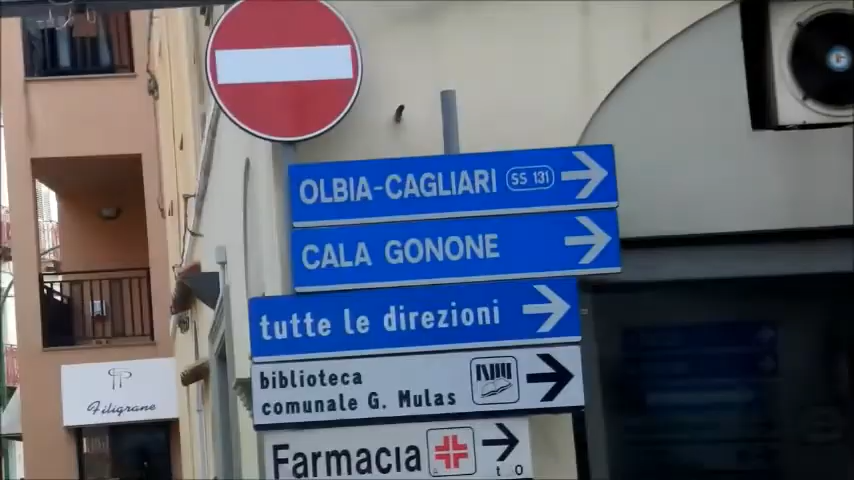 OLBIA-CAGLIARI SS 131
CALA GONONE
tutte le direzioni
biblioteca
comunale G. Mulas
Farmacia
Filigrane